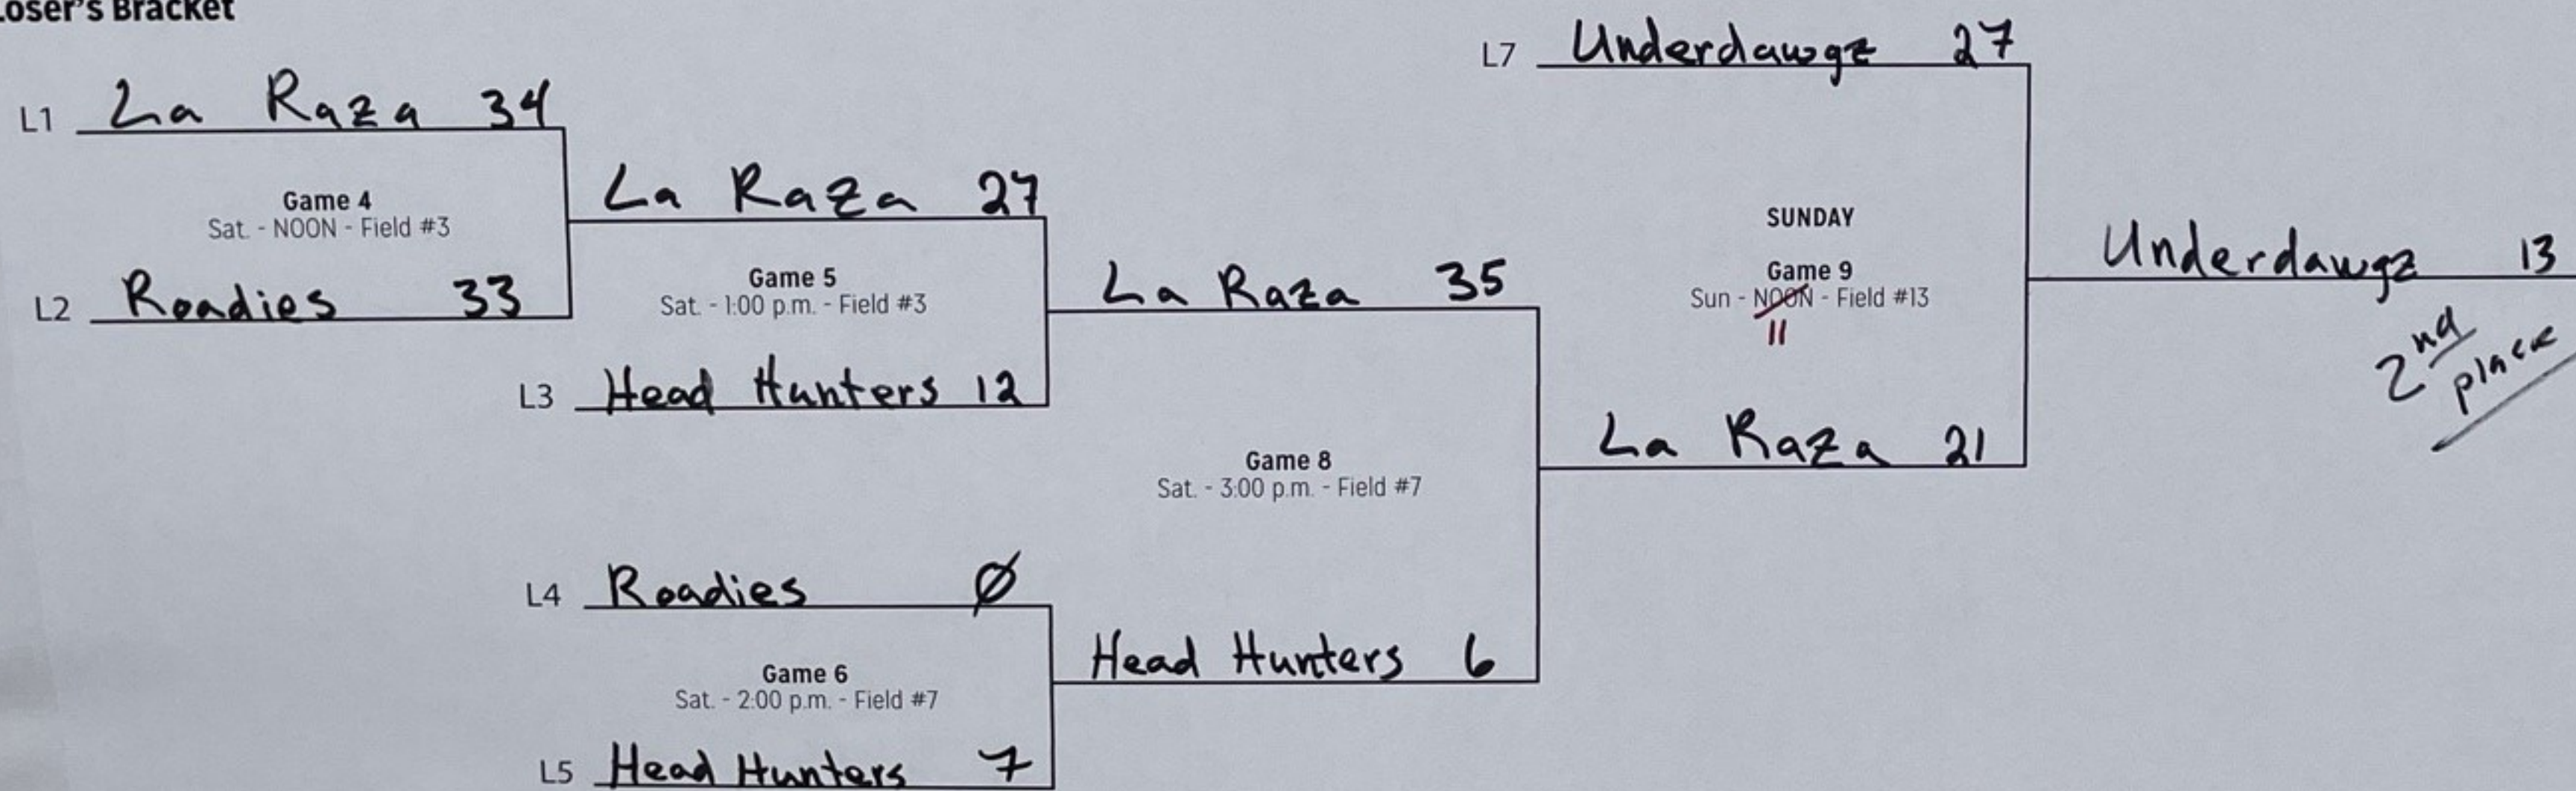 Loser's Bracket
L7 Underdawgz 27
L1 La Raza 34
Game 4
Sat. - NOON - Field #3
L2 Roadies 33
La Raza 27
Game 5
Sat. - 1:00 p.m. - Field #3
L3 Head Hunters 12
La Raza 35
Game 8
Sat. - 3:00 p.m. - Field #7
L4 Roadies Ø
Game 6
Sat. - 2:00 p.m. - Field #7
L5 Head Hunters 7
Head Hunters 6
SUNDAY
Game 9
Sun - NOON - Field #13
11
La Raza 21
Underdawgz 13
2nd
place